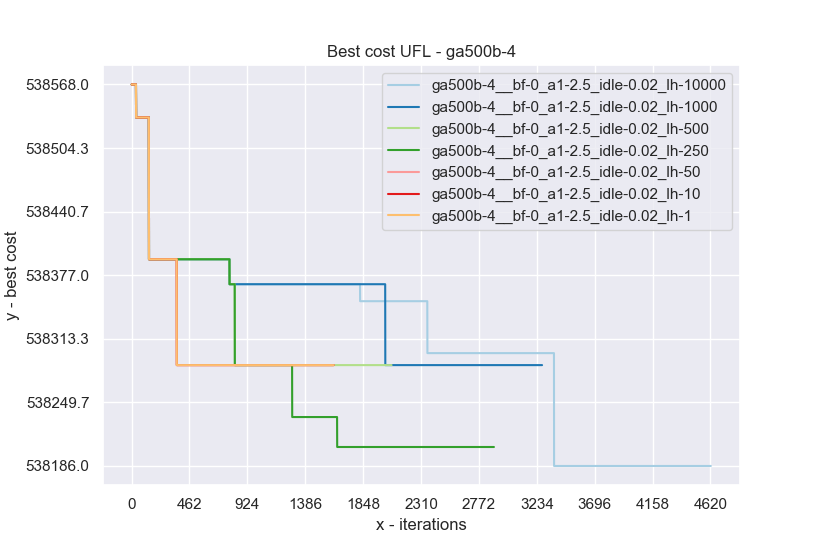 Best cost UFL - ga500b-4
538568.0
538504.3
538440.7
538377.0
538313.3
538249.7
538186.0
y - best cost
ga500b-4__bf-0_a1-2.5_idle-0.02_lh-10000
ga500b-4__bf-0_a1-2.5_idle-0.02_lh-1000
ga500b-4__bf-0_a1-2.5_idle-0.02_lh-500
ga500b-4__bf-0_a1-2.5_idle-0.02_lh-250
ga500b-4__bf-0_a1-2.5_idle-0.02_lh-50
ga500b-4__bf-0_a1-2.5_idle-0.02_lh-10
ga500b-4__bf-0_a1-2.5_idle-0.02_lh-1
0 462 924 1386 1848 2310 2772 3234 3696 4158 4620
x - iterations